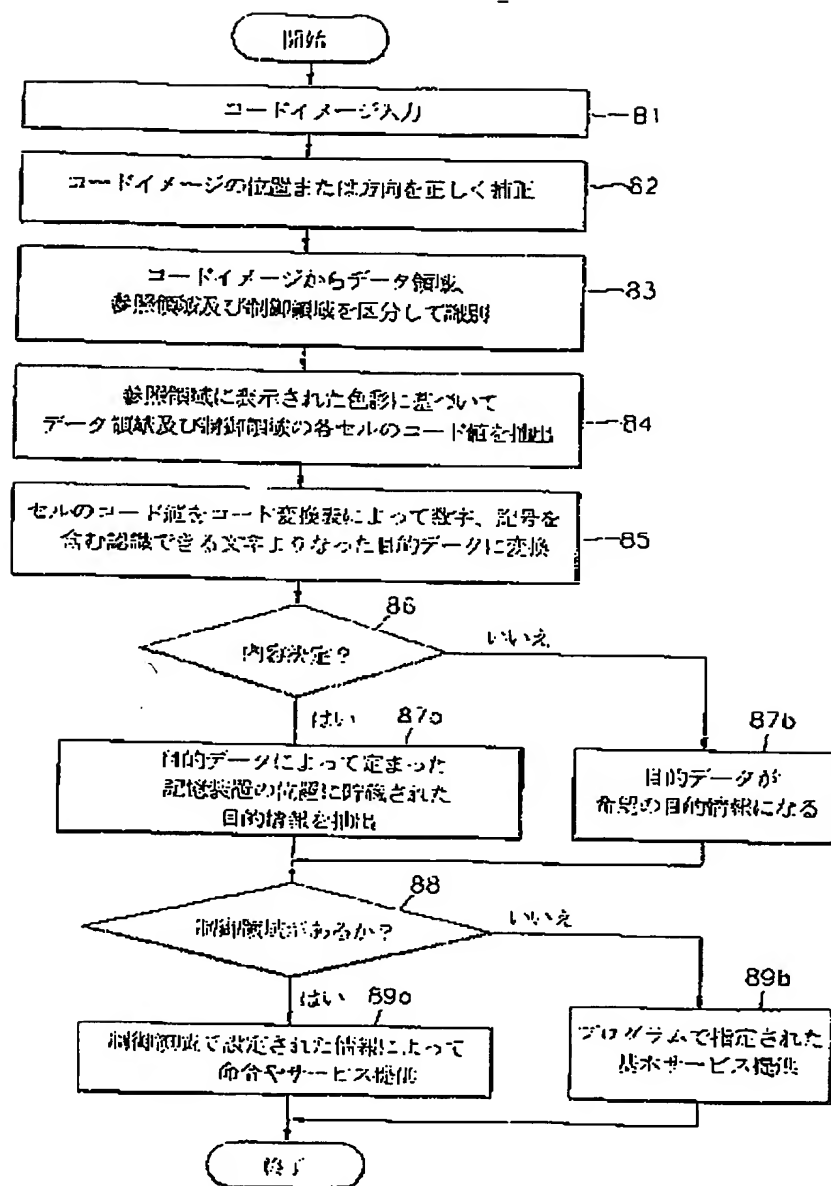 開始
コードイメージ入力
81
コードイメージの位置または方向を正しく補正
82
コードイメージからデータ領域、
参照領域及び制御領域を区分して識別
83
参照領域に表示された色彩に基づいて
データ領域及び制御領域の各セルのコード値を抽出
84
セルのコード値をコード変換表によって数字、記号を
含む認識できる文字よりなった目的データに変換
85
86
内容決定?
いいえ
はい
87a
目的データによって定まった
記憶装置の位置に貯蔵された
目的情報を抽出
87b
目的データが
希望の目的情報になる
88
制御領域があるか?
いいえ
はい
89a
制御領域で設定された情報によって
命令やサービス提供
89b
プログラムで指定された
基本サービス提供
終了